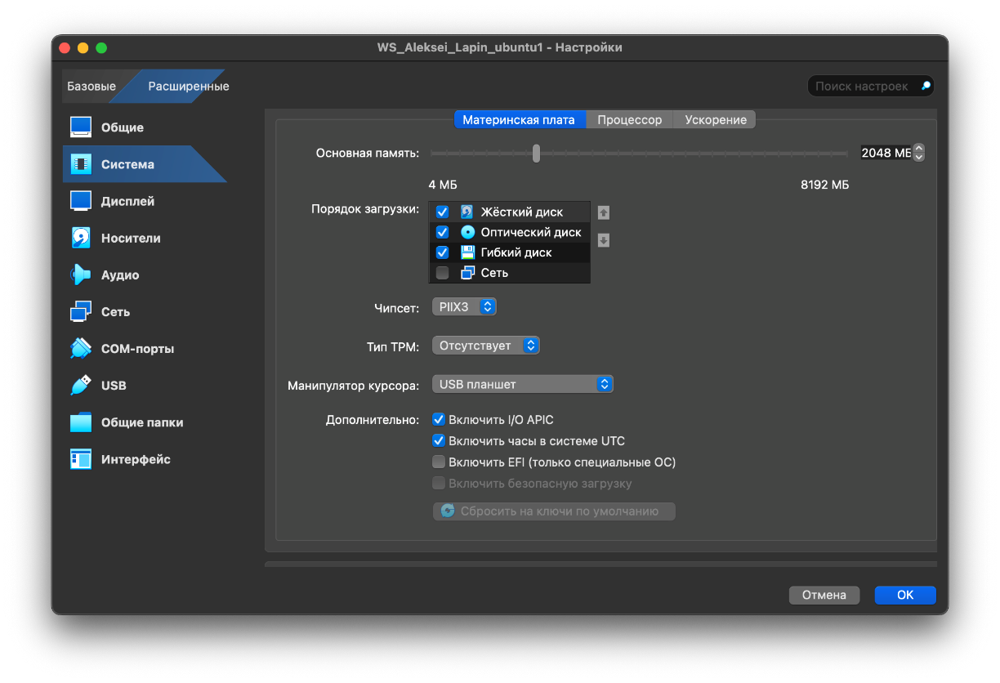 WS_Aleksei_Lapin_ubuntu1 - Настройки
Базовые Расширенные
Поиск настроек
Общие
Система
Дисплей
Носители
Аудио
Сеть
COM-порты
USB
Общие папки
Интерфейс
Материнская плата Процессор Ускорение
Основная память: 2048 МБ
4 МБ 8192 МБ
Порядок загрузки: Жёсткий диск
Оптический диск
Гибкий диск
Сеть
Чипсет: PIIX3
Тип TPM: Отсутствует
Манипулятор курсора: USB планшет
Дополнительно: Включить I/O APIC
Включить часы в системе UTC
Включить EFI (только специальные ОС)
Включить безопасную загрузку
Сбросить на ключи по умолчанию
Отмена OK